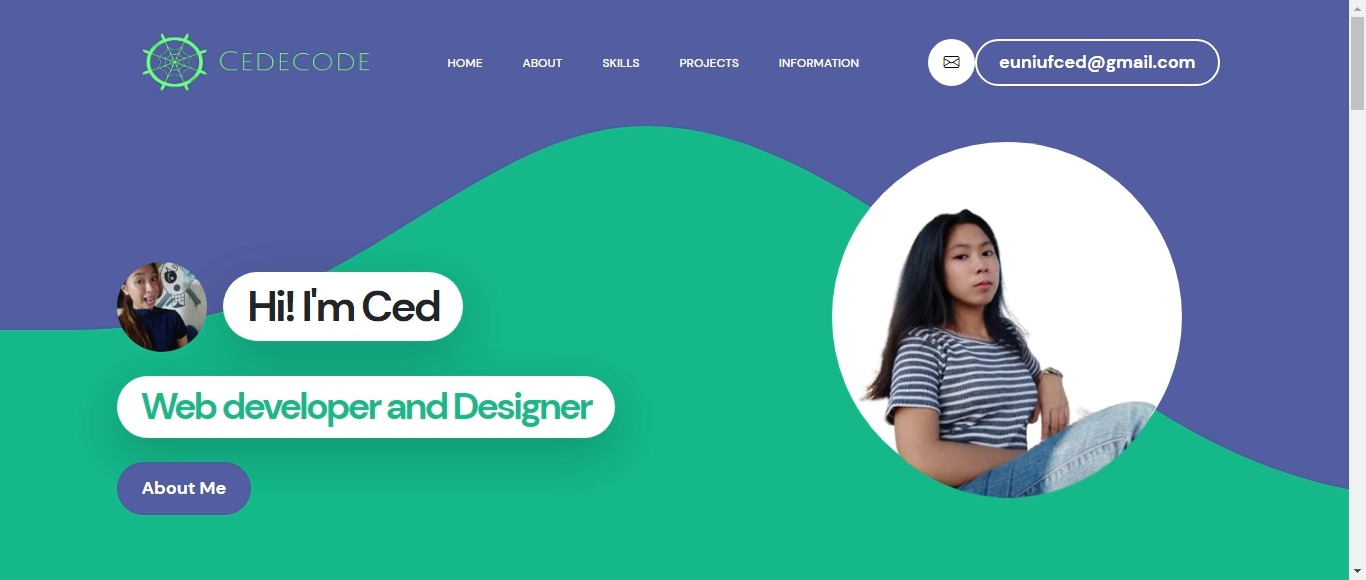 CEDECODE
HOME ABOUT SKILLS PROJECTS INFORMATION
euniufced@gmail.com
Hi! I'm Ced
Web developer and Designer
About Me